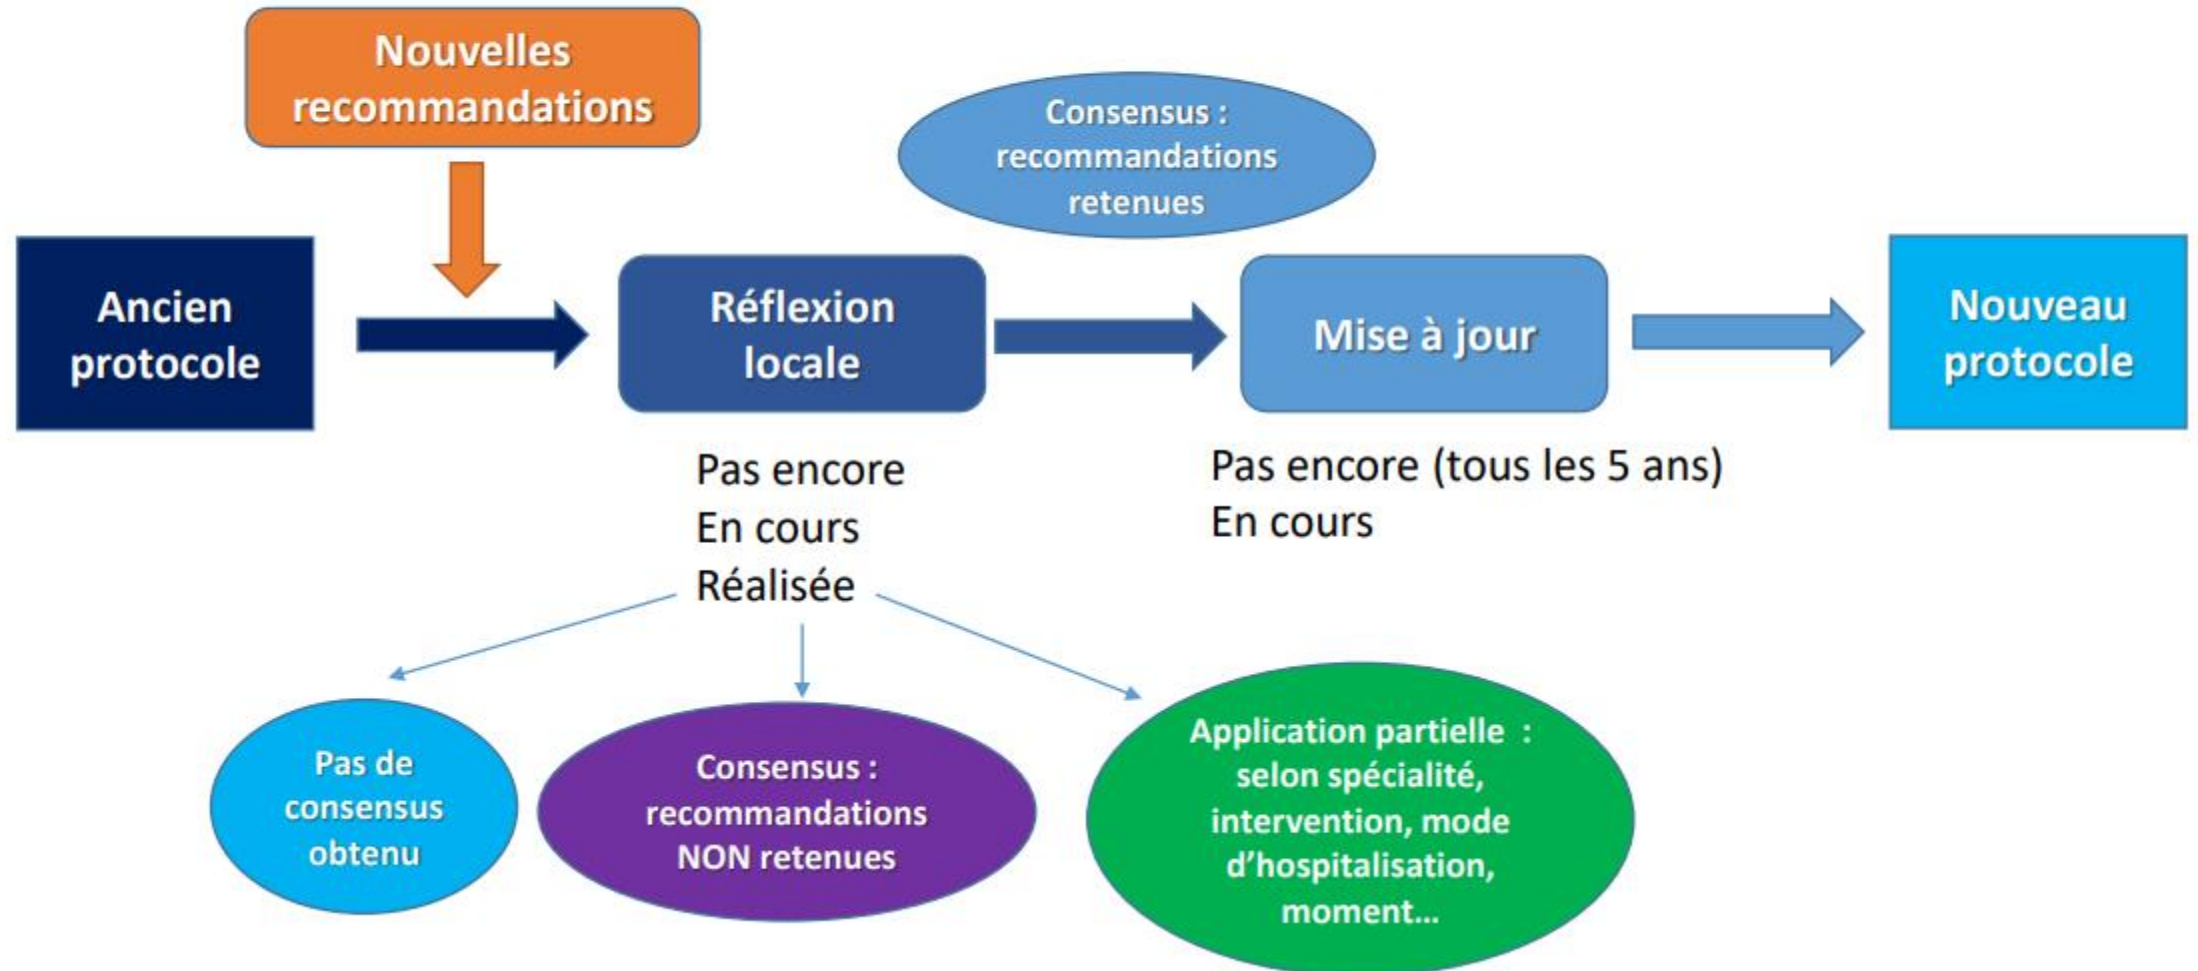 Nouvelles
recommandations
Consensus :
recommandations
retenues
Ancien
protocole
Réflexion
locale
Mise à jour
Nouveau
protocole
Pas encore
En cours
Réalisée
Pas encore (tous les 5 ans)
En cours
Pas de
consensus
obtenu
Consensus :
recommandations
NON retenues
Application partielle :
selon spécialité,
intervention, mode
d’hospitalisation,
moment…